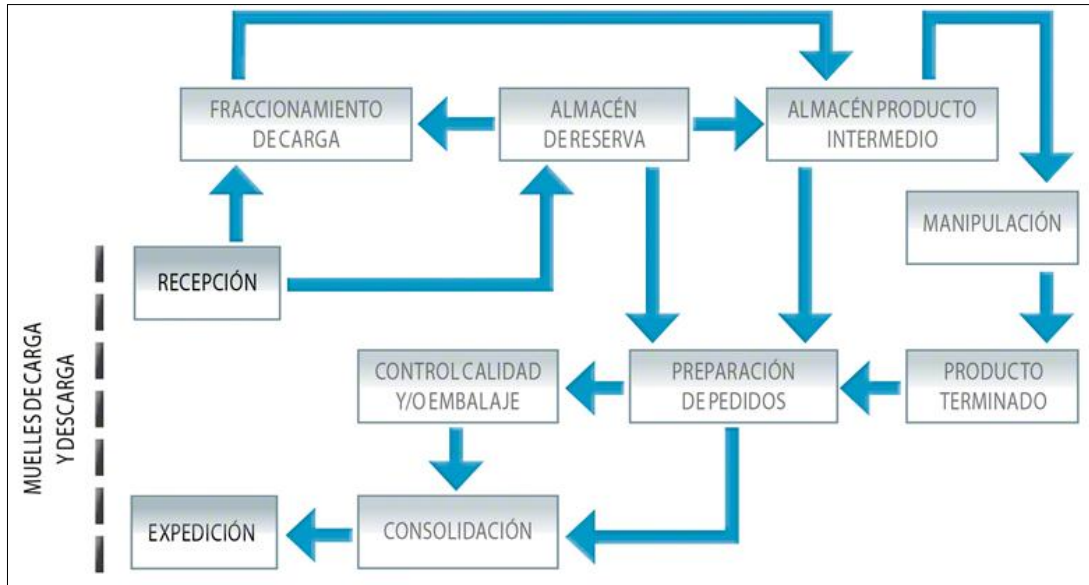 FRACCIONAMIENTO
DE CARGA
ALMACÉN
DE RESERVA
ALMACÉN PRODUCTO
INTERMEDIO
MANIPULACIÓN
RECEPCIÓN
MUELLES DE CARGA
Y DESCARGA
CONTROL CALIDAD
Y/O EMBALAJE
PREPARACIÓN
DE PEDIDOS
PRODUCTO
TERMINADO
EXPEDICIÓN
CONSOLIDACIÓN